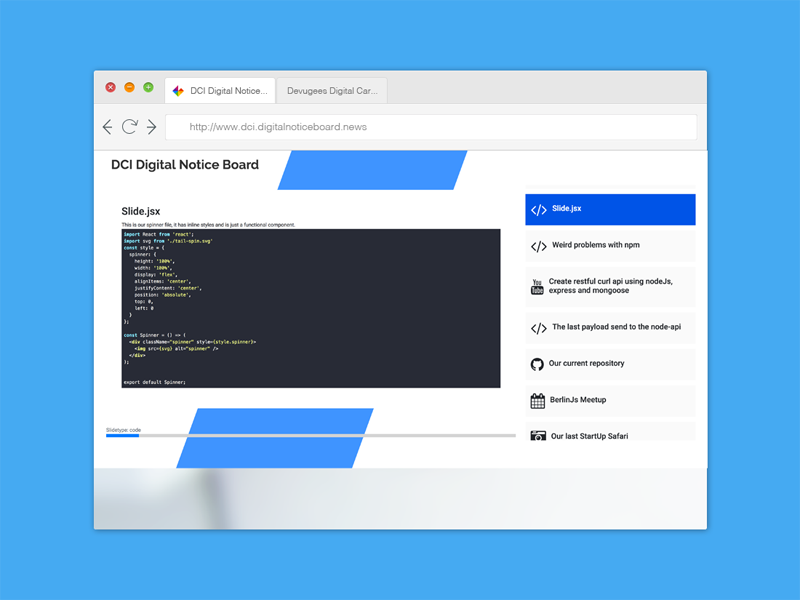 DCI Digital Notice...
Devugees Digital Car...
http://www.dci.digitalnoticeboard.news
DCI Digital Notice Board
Slide.jsx
This is our spinner file, it has inline styles and is just a functional component.
import React from 'react';
import svg from './tail-spin.svg'
const style = {
  spinner: {
    height: '100%',
    width: '100%',
    display: 'flex',
    alignItems: 'center',
    justifyContent: 'center',
    position: 'absolute',
    top: 0,
    left: 0
  }
};
const Spinner = () => (
  <div className="spinner" style={style.spinner}>
    <img src={svg} alt="spinner" />
  </div>
);
export default Spinner;
Slidetype: code
</> Slide.jsx
</> Weird problems with npm
You
Tube
Create restful curl api using nodeJs,
express and mongoose
</> The last payload send to the node-api
Our current repository
BerlinJs Meetup
Our last StartUp Safari